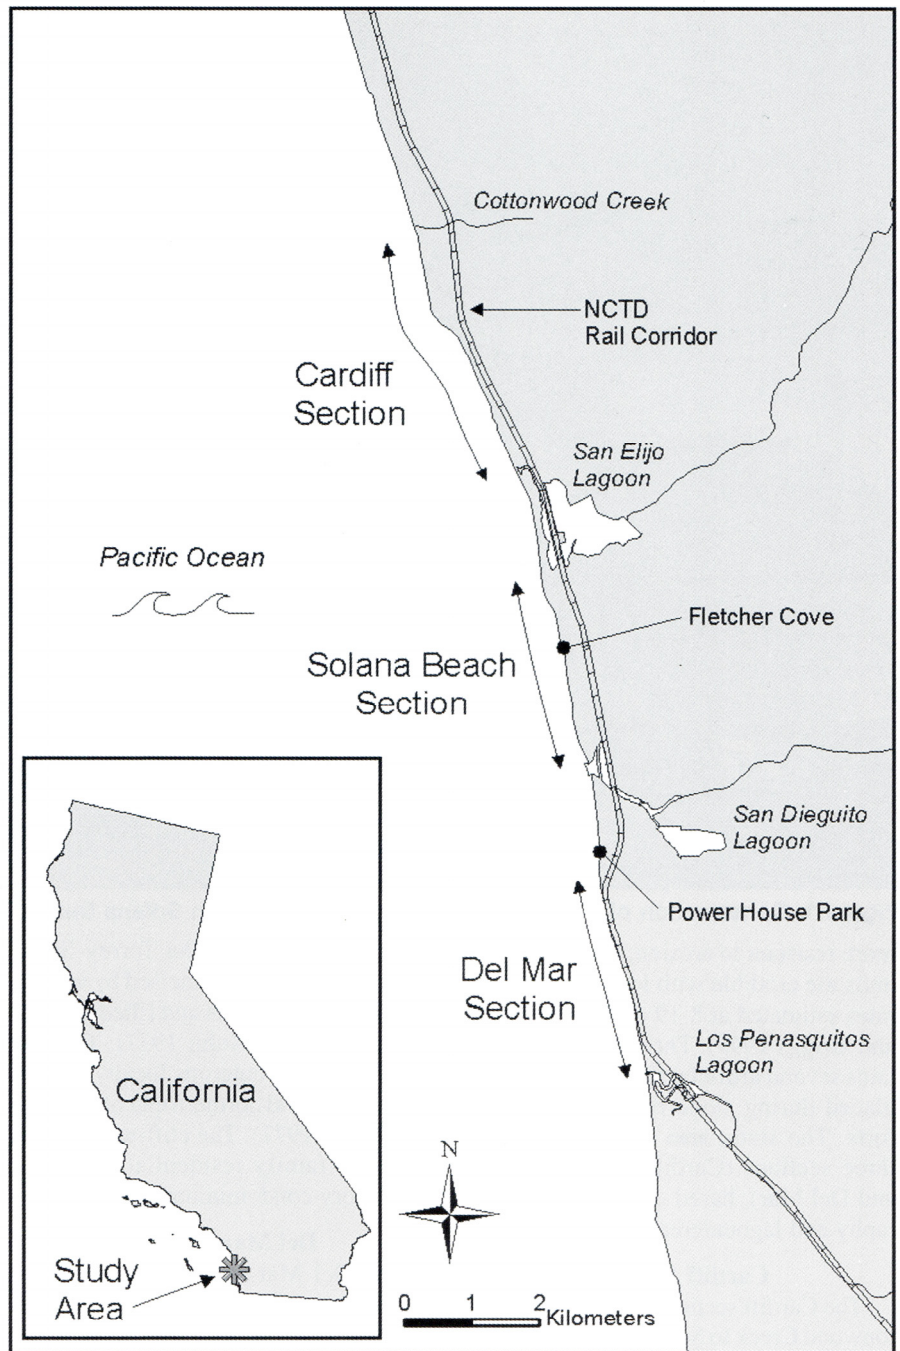 Cottonwood Creek
NCTD
Rail Corridor
Cardiff
Section
San Elijo
Lagoon
Pacific Ocean
Fletcher Cove
Solana Beach
Section
San Dieguito
Lagoon
Power House Park
Del Mar
Section
Los Penasquitos
Lagoon
California
N
Study
Area
0 1 2
Kilometers